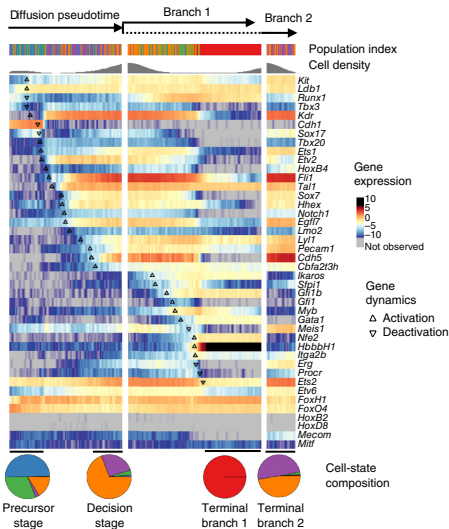 Diffusion pseudotime
Branch 1
Branch 2
Population index
Cell density
Kit
Ldb1
Runx1
Tbx3
Kdr
Cdh1
Sox17
Tbx20
Ets1
Etv2
HoxB4
Fli1
Tal1
Sox7
Hhex
Notch1
Egfl7
Lmo2
Lyl1
Pecam1
Cdh5
Cbfa2t3h
Ikaros
Sfpi1
Gfi1b
Gfi1
Myb
Gata1
Meis1
Nfe2
HbbbH1
Itga2b
Erg
Procr
Ets2
Etv6
FoxH1
FoxO4
HoxB2
HoxD8
Mecom
Mitf
Gene
expression
10
5
0
−5
−10
Not observed
Gene
dynamics
Activation
Deactivation
Precursor
stage
Decision
stage
Terminal
branch 1
Terminal
branch 2
Cell-state
composition